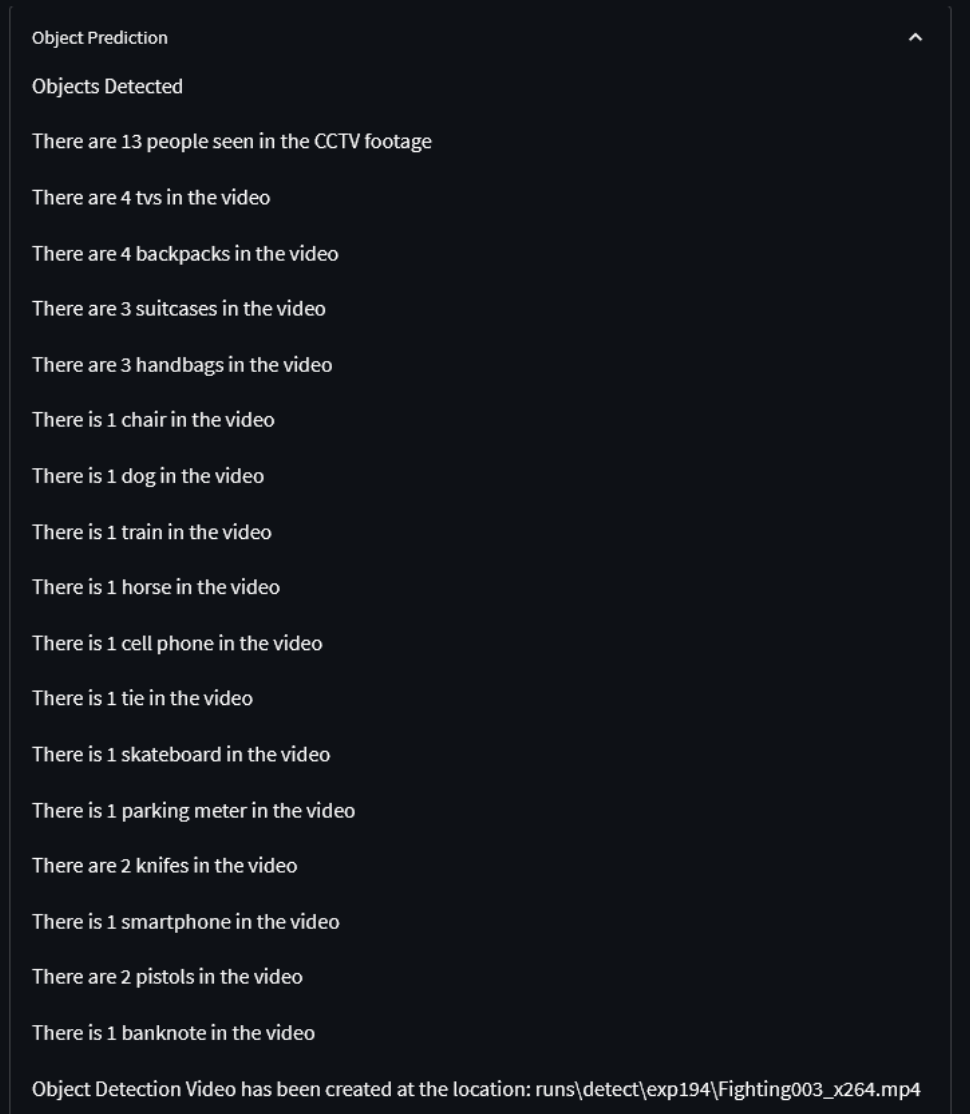 Object Prediction
Objects Detected
There are 13 people seen in the CCTV footage
There are 4 tvs in the video
There are 4 backpacks in the video
There are 3 suitcases in the video
There are 3 handbags in the video
There is 1 chair in the video
There is 1 dog in the video
There is 1 train in the video
There is 1 horse in the video
There is 1 cell phone in the video
There is 1 tie in the video
There is 1 skateboard in the video
There is 1 parking meter in the video
There are 2 knifes in the video
There is 1 smartphone in the video
There are 2 pistols in the video
There is 1 banknote in the video
Object Detection Video has been created at the location: runs\detect\exp194\Fighting003_x264.mp4